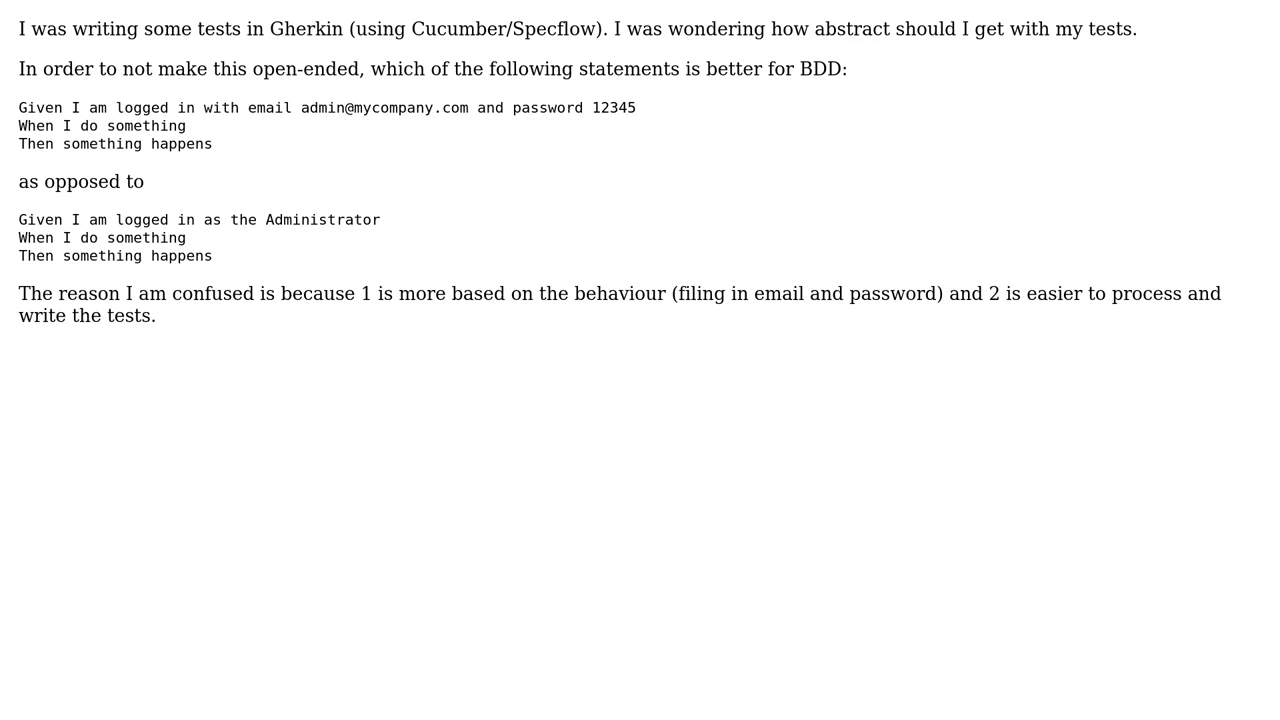 I was writing some tests in Gherkin (using Cucumber/Specflow). I was wondering how abstract should I get with my tests.
In order to not make this open-ended, which of the following statements is better for BDD:
Given I am logged in with email admin@mycompany.com and password 12345
When I do something
Then something happens
as opposed to
Given I am logged in as the Administrator
When I do something
Then something happens
The reason I am confused is because 1 is more based on the behaviour (filing in email and password) and 2 is easier to process and
write the tests.